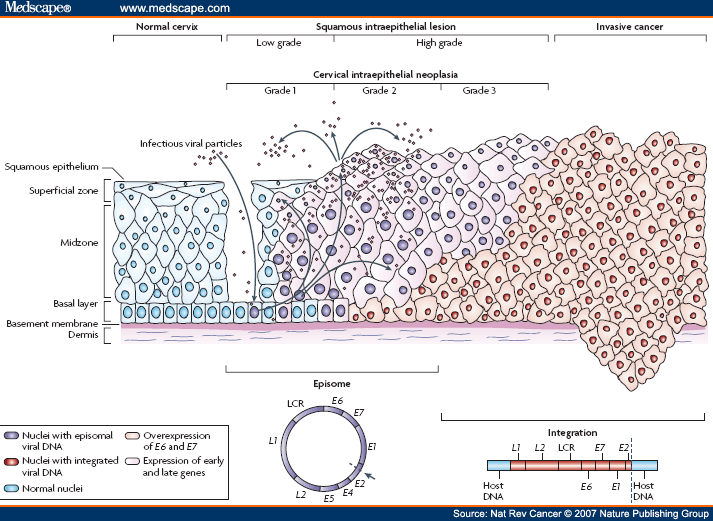 Medscape® www.medscape.com
Normal cervix
Squamous intraepithelial lesion
Invasive cancer
Low grade
High grade
Cervical intraepithelial neoplasia
Grade 1
Grade 2
Grade 3
Infectious viral particles
Squamous epithelium
Superficial zone
Midzone
Basal layer
Basement membrane
Dermis
Episome
LCR
E6
E7
E1
E2
E4
E5
L2
L1
Nuclei with episomal
viral DNA
Nuclei with integrated
viral DNA
Normal nuclei
Overexpression
of E6 and E7
Expression of early
and late genes
Integration
L1 L2 LCR E7 E2
Host
DNA
E6 E1
Host
DNA
Source: Nat Rev Cancer © 2007 Nature Publishing Group